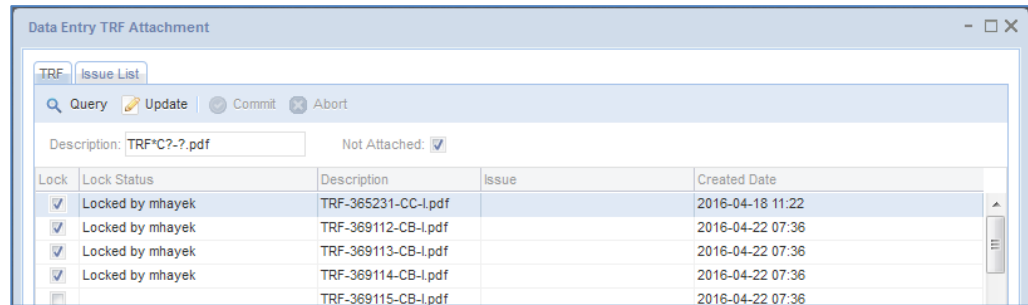 Data Entry TRF Attachment
TRF Issue List
Query Update Commit Abort
Description: TRF*C?-?.pdf Not Attached:
Lock Lock Status Description Issue Created Date
Locked by mhayek TRF-365231-CC-I.pdf 2016-04-18 11:22
Locked by mhayek TRF-369112-CB-I.pdf 2016-04-22 07:36
Locked by mhayek TRF-369113-CB-I.pdf 2016-04-22 07:36
Locked by mhayek TRF-369114-CB-I.pdf 2016-04-22 07:36
TRF-369115-CB-I.pdf 2016-04-22 07:36